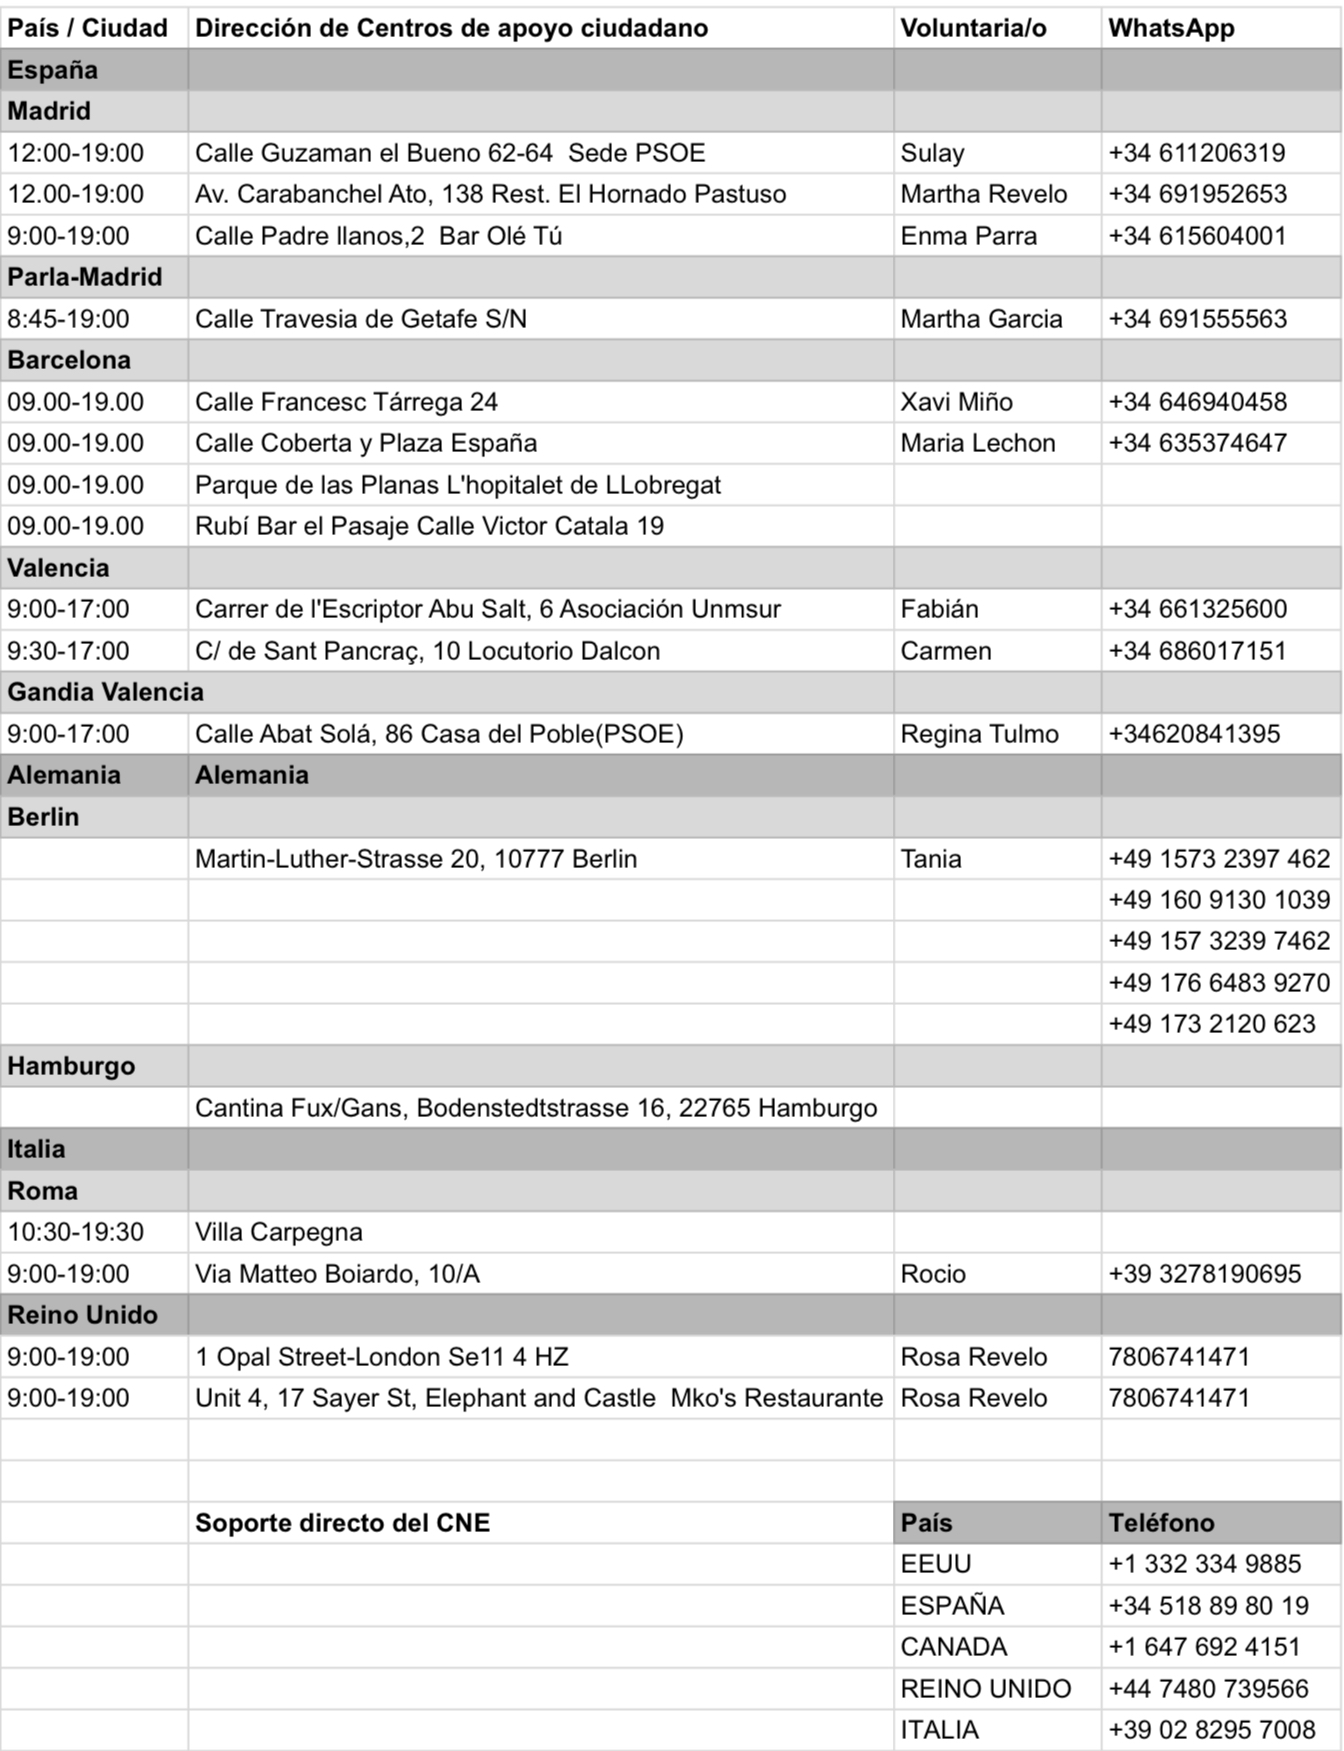 País / Ciudad Dirección de Centros de apoyo ciudadano Voluntaria/o WhatsApp
España
Madrid
12:00-19:00 Calle Guzaman el Bueno 62-64  Sede PSOE Sulay +34 611206319
12.00-19:00 Av. Carabanchel Ato, 138 Rest. El Hornado Pastuso Martha Revelo +34 691952653
9:00-19:00 Calle Padre llanos,2  Bar Olé Tú Enma Parra +34 615604001
Parla-Madrid
8:45-19:00 Calle Travesia de Getafe S/N Martha Garcia +34 691555563
Barcelona
09.00-19.00 Calle Francesc Tárrega 24 Xavi Miño +34 646940458
09.00-19.00 Calle Coberta y Plaza España Maria Lechon +34 635374647
09.00-19.00 Parque de las Planas L'hopitalet de LLobregat
09.00-19.00 Rubí Bar el Pasaje Calle Victor Catala 19
Valencia
9:00-17:00 Carrer de l'Escriptor Abu Salt, 6 Asociación Unmsur Fabián +34 661325600
9:30-17:00 C/ de Sant Pancraç, 10 Locutorio Dalcon Carmen +34 686017151
Gandia Valencia
9:00-17:00 Calle Abat Solá, 86 Casa del Poble(PSOE) Regina Tulmo +34620841395
Alemania Alemania
Berlin
Martin-Luther-Strasse 20, 10777 Berlin Tania +49 1573 2397 462
+49 160 9130 1039
+49 157 3239 7462
+49 176 6483 9270
+49 173 2120 623
Hamburgo
Cantina Fux/Gans, Bodenstedtstrasse 16, 22765 Hamburgo
Italia
Roma
10:30-19:30 Villa Carpegna
9:00-19:00 Via Matteo Boiardo, 10/A Rocio +39 3278190695
Reino Unido
9:00-19:00 1 Opal Street-London Se11 4 HZ Rosa Revelo 7806741471
9:00-19:00 Unit 4, 17 Sayer St, Elephant and Castle  Mko's Restaurante Rosa Revelo 7806741471
Soporte directo del CNE País Teléfono
EEUU +1 332 334 9885
ESPAÑA +34 518 89 80 19
CANADA +1 647 692 4151
REINO UNIDO +44 7480 739566
ITALIA +39 02 8295 7008